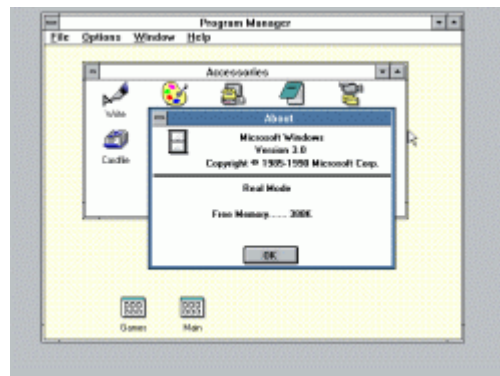 Program Manager
File Options Window Help
Accessories
Write
Cardfile
About
Microsoft Windows
Version 3.0
Copyright © 1985-1990 Microsoft Corp.
Real Mode
Free Memory......
OK
Games Main